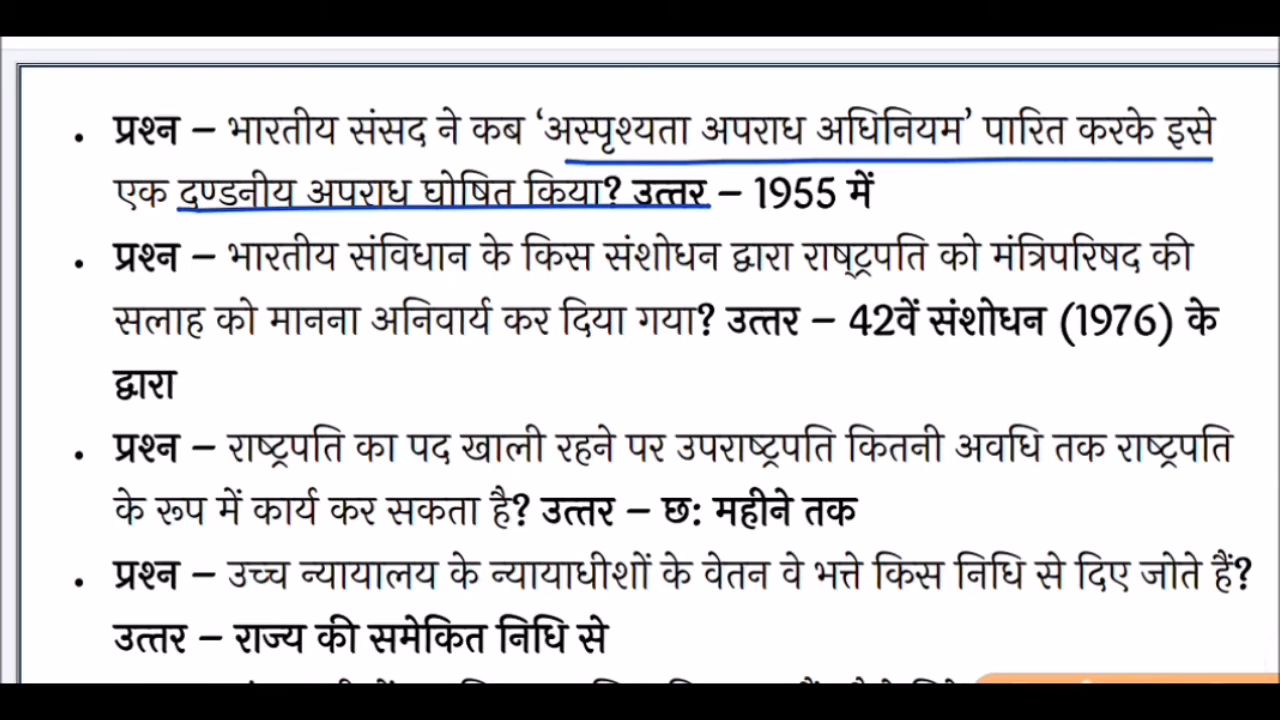 • प्रश्न – भारतीय संसद ने कब ‘अस्पृश्यता अपराध अधिनियम’ पारित करके इसे
एक दण्डनीय अपराध घोषित किया? उत्तर – 1955 में
• प्रश्न – भारतीय संविधान के किस संशोधन द्वारा राष्ट्रपति को मंत्रिपरिषद की
सलाह को मानना अनिवार्य कर दिया गया? उत्तर – 42वें संशोधन (1976) के
द्वारा
• प्रश्न – राष्ट्रपति का पद खाली रहने पर उपराष्ट्रपति कितनी अवधि तक राष्ट्रपति
के रूप में कार्य कर सकता है? उत्तर – छ: महीने तक
• प्रश्न – उच्च न्यायालय के न्यायाधीशों के वेतन वे भत्ते किस निधि से दिए जोते हैं?
उत्तर – राज्य की समेकित निधि से